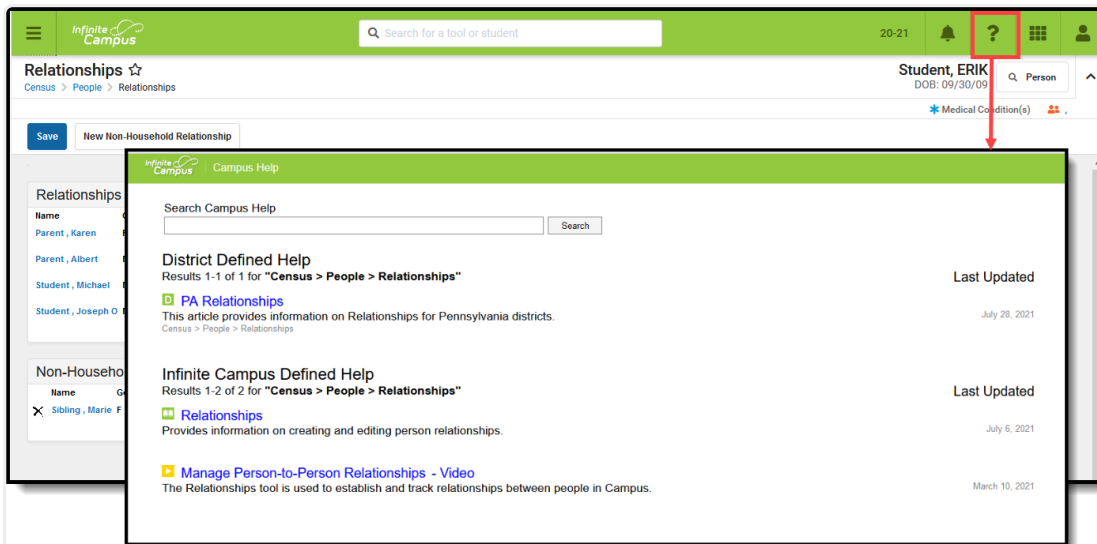 Infinite Campus
Search for a tool or student
20-21
?
Relationships
Student, ERIK
Census > People > Relationships
DOB: 09/30/09
Person
Medical Condition(s) ,
Save
New Non-Household Relationship
Infinite Campus
Campus Help
Relationships
Name
Parent , Karen
Parent , Albert
Student , Michael
Student , Joseph O
Non-Househo
Name Ge
X Sibling , Marie F
Search Campus Help
Search
District Defined Help
Results 1-1 of 1 for "Census > People > Relationships"
Last Updated
D PA Relationships
This article provides information on Relationships for Pennsylvania districts.
July 28, 2021
Census > People > Relationships
Infinite Campus Defined Help
Results 1-2 of 2 for "Census > People > Relationships"
Last Updated
Relationships
Provides information on creating and editing person relationships.
July 6, 2021
Manage Person-to-Person Relationships - Video
The Relationships tool is used to establish and track relationships between people in Campus.
March 10, 2021